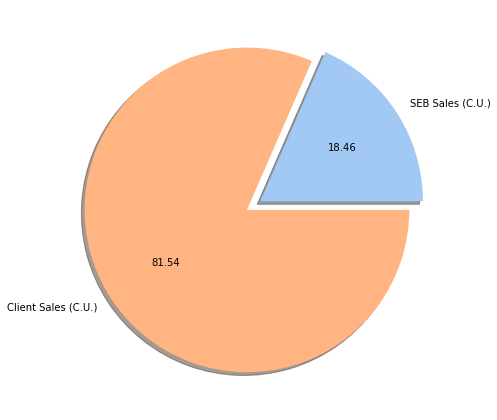 SEB Sales (C.U.)
18.46
81.54
Client Sales (C.U.)